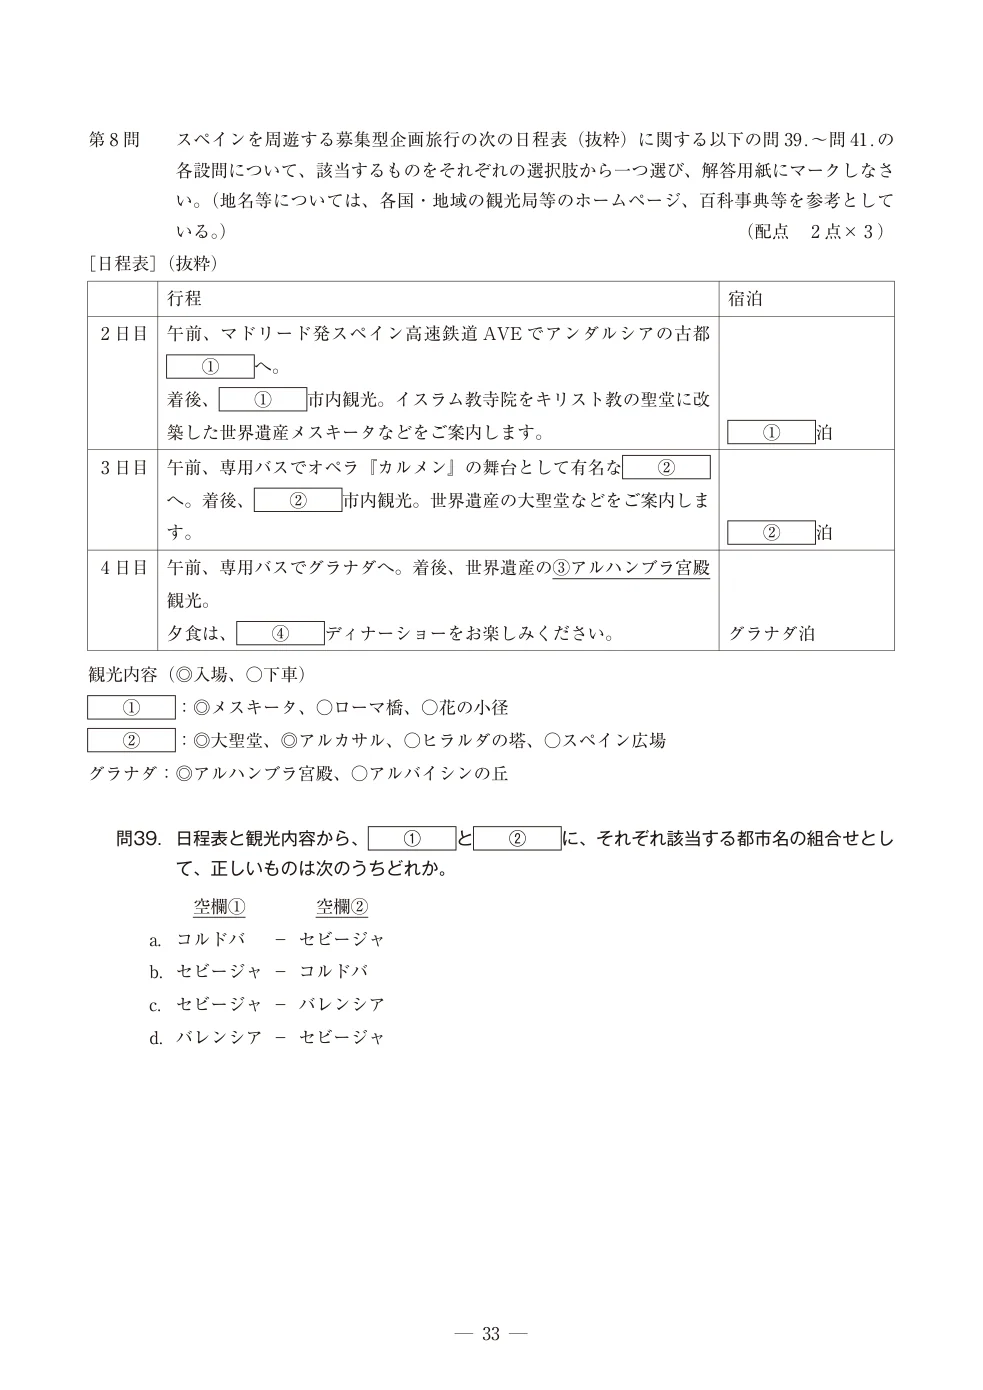 第8問 スペインを周遊する募集型企画旅行の次の日程表（抜粋）に関する以下の問39.～問41.の
各設問について、該当するものをそれぞれの選択肢から一つ選び、解答用紙にマークしなさ
い。（地名等については、各国・地域の観光局等のホームページ、百科事典等を参考として
いる。） （配点 2点×3）
［日程表］（抜粋）
行程 宿泊
2日目 午前、マドリード発スペイン高速鉄道AVEでアンダルシアの古都
①へ。
着後、①市内観光。イスラム教寺院をキリスト教の聖堂に改
築した世界遺産メスキータなどをご案内します。 ①泊
3日目 午前、専用バスでオペラ『カルメン』の舞台として有名な②
へ。着後、②市内観光。世界遺産の大聖堂などをご案内しま
す。 ②泊
4日目 午前、専用バスでグラナダへ。着後、世界遺産の③アルハンブラ宮殿
観光。
夕食は、④ディナーショーをお楽しみください。 グラナダ泊
観光内容（◎入場、○下車）
①：◎メスキータ、○ローマ橋、○花の小径
②：◎大聖堂、◎アルカサル、○ヒラルダの塔、○スペイン広場
グラナダ：◎アルハンブラ宮殿、○アルバイシンの丘
問39. 日程表と観光内容から、①と②に、それぞれ該当する都市名の組合せとし
て、正しいものは次のうちどれか。
空欄① 空欄②
a. コルドバ － セビージャ
b. セビージャ － コルドバ
c. セビージャ － バレンシア
d. バレンシア － セビージャ
― 33 ―